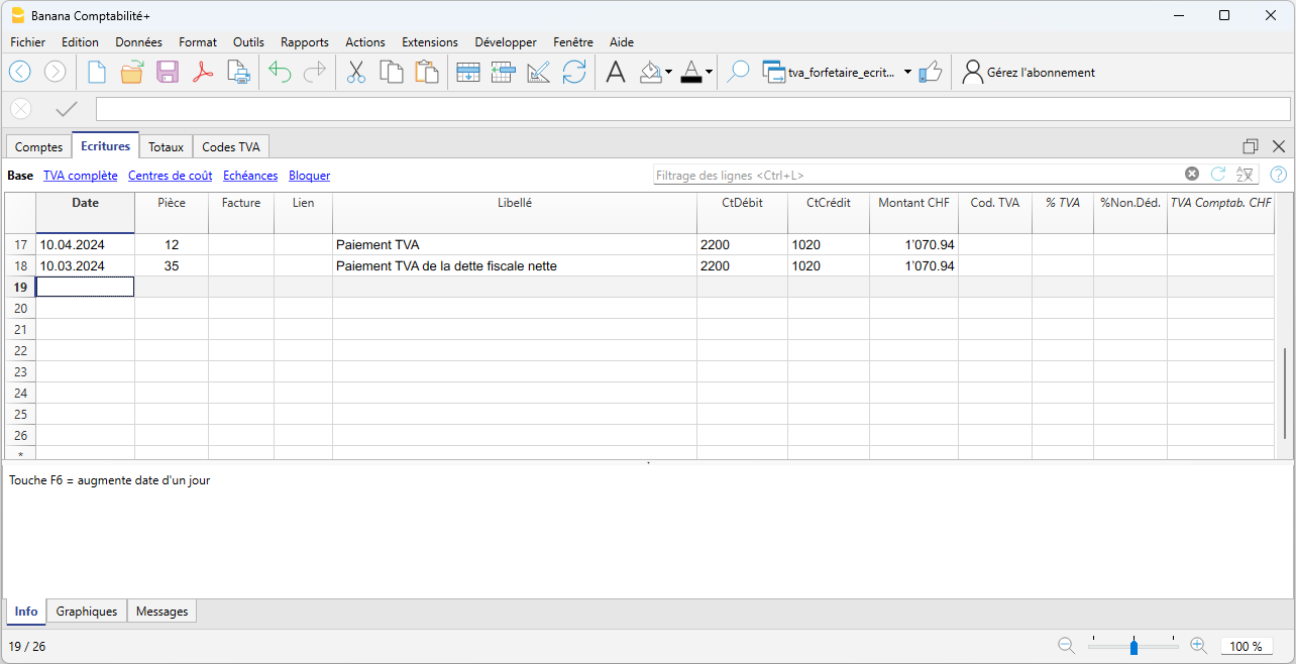 Banana Comptabilité+
Fichier Edition Données Format Outils Rapports Actions Extensions Développer Fenêtre Aide
tva_forfetaire_ecrit... Gérez l'abonnement
Comptes Ecritures Totaux Codes TVA
Base TVA complète Centres de coût Echéances Bloquer Filtrage des lignes <Ctrl+L>
Date Pièce Facture Lien Libellé CtDébit CtCrédit Montant CHF Cod. TVA % TVA %Non.Déd. TVA Comptab. CHF
17 10.04.2024 12 Paiement TVA 2200 1020 1'070.94
18 10.03.2024 35 Paiement TVA de la dette fiscale nette 2200 1020 1'070.94
19
20
21
22
23
24
25
26
*
Touche F6 = augmente date d'un jour
Info Graphiques Messages
19 / 26 100 %